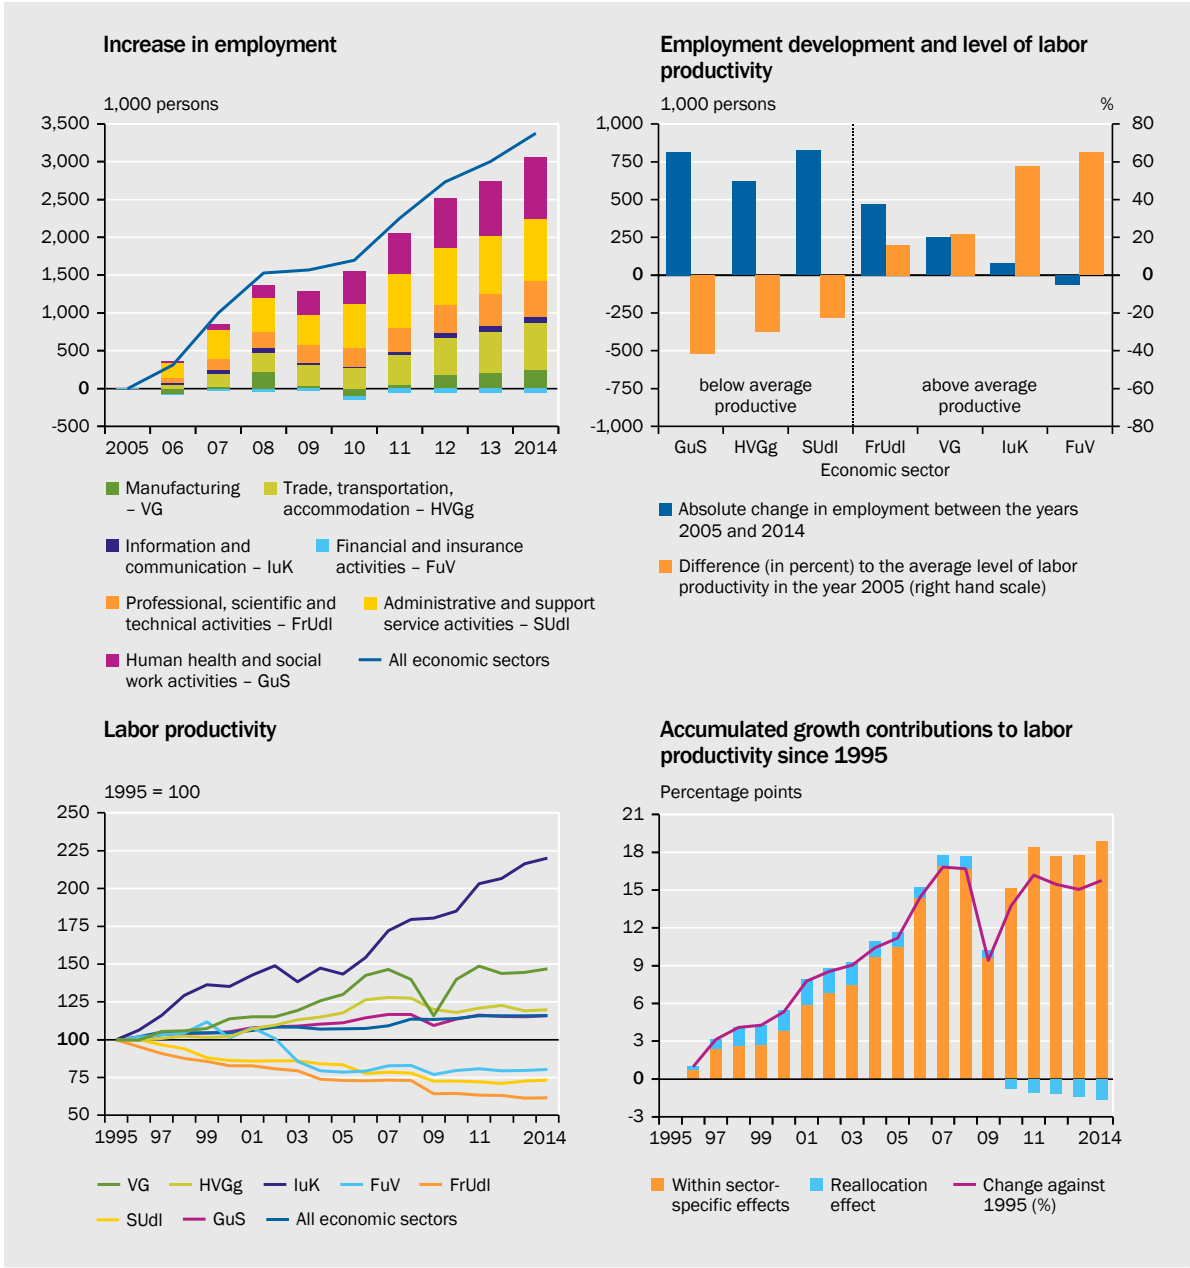 Increase in employment
1,000 persons
3,500
3,000
2,500
2,000
1,500
1,000
500
0
-500
2005 06 07 08 09 10 11 12 13 2014
Manufacturing
– VG
Trade, transportation,
accommodation – HVGg
Information and
communication – IuK
Financial and insurance
activities – FuV
Professional, scientific and
technical activities – FrUdl
Administrative and support
service activities – SUdl
Human health and social
work activities – GuS
All economic sectors
Employment development and level of labor
productivity
1,000 persons %
1,000 80
750 60
500 40
250 20
0 0
-250 -20
-500 -40
-750 -60
-1,000 -80
below average
productive
above average
productive
GuS HVGg SUdl FrUdl VG IuK FuV
Economic sector
Absolute change in employment between the years
2005 and 2014
Difference (in percent) to the average level of labor
productivity in the year 2005 (right hand scale)
Labor productivity
1995 = 100
250
225
200
175
150
125
100
75
50
1995 97 99 01 03 05 07 09 11 2014
VG HVGg IuK FuV FrUdl
SUdl GuS All economic sectors
Accumulated growth contributions to labor
productivity since 1995
Percentage points
21
18
15
12
9
6
3
0
-3
1995 97 99 01 03 05 07 09 11 2014
Within sector-
specific effects
Reallocation
effect
Change against
1995 (%)